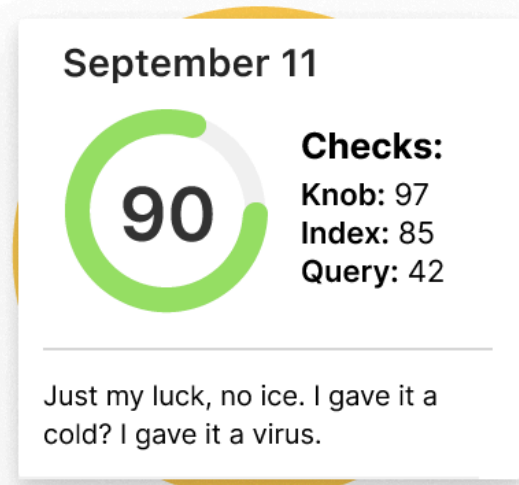 September 11
90
Checks:
Knob: 97
Index: 85
Query: 42
Just my luck, no ice. I gave it a
cold? I gave it a virus.